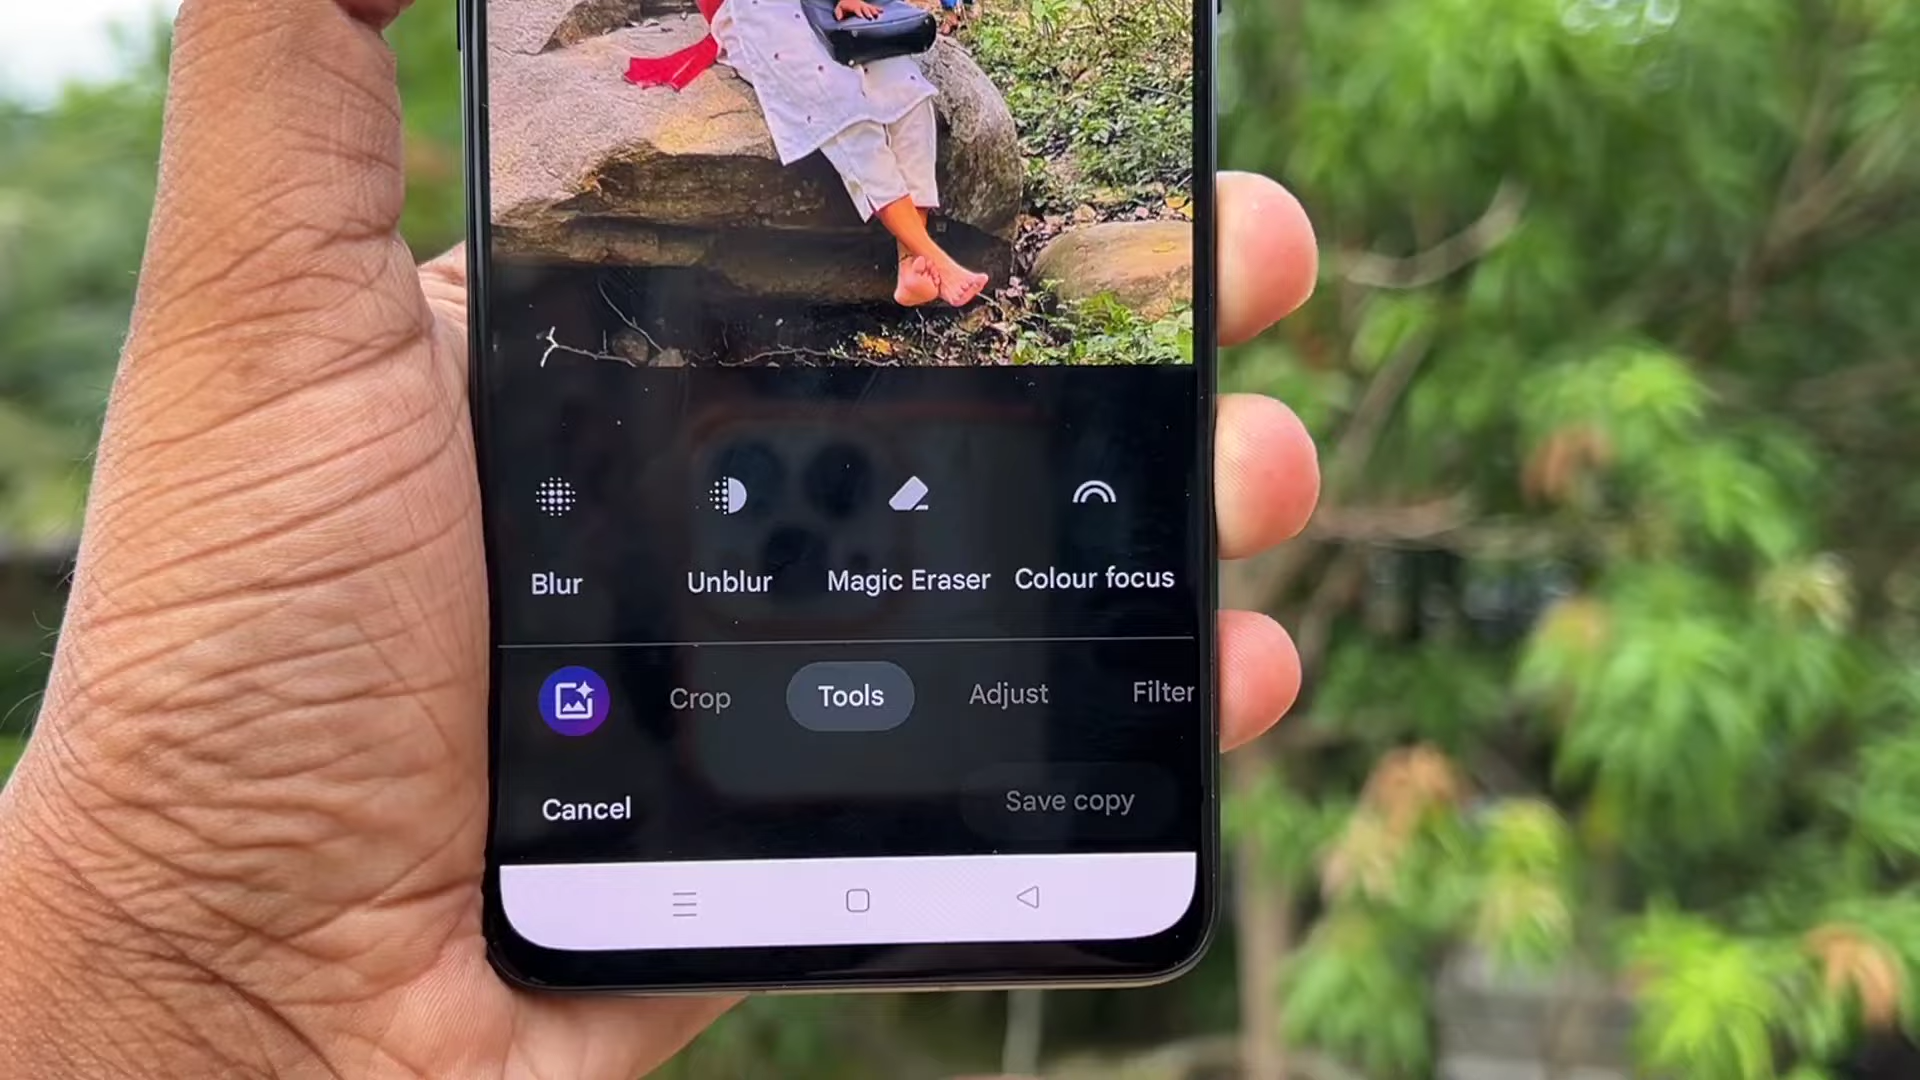 Blur
Unblur
Magic Eraser
Colour focus
Crop
Tools
Adjust
Filter
Cancel
Save copy